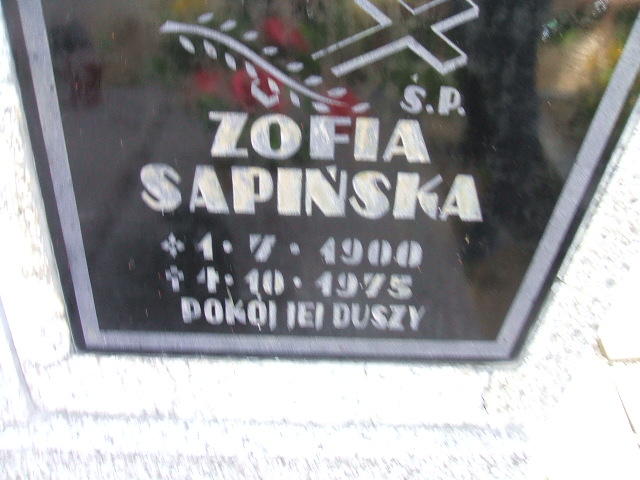 Ś.P.
ZOFIA
SAPIŃSKA
1 · 7 · 1900
† 4 · 10 · 1975
POKÓJ JEJ DUSZY